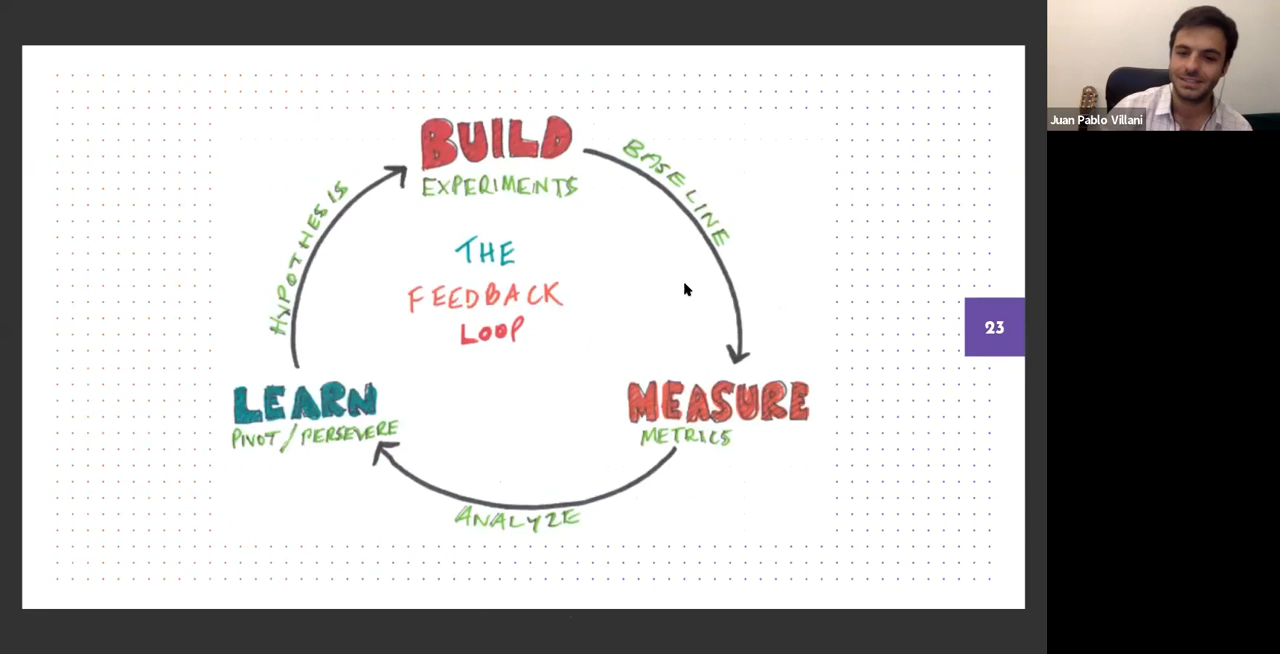 BUILD
EXPERIMENTS
BASELINE
HYPOTHESIS
THE
FEEDBACK
LOOP
23
LEARN
PIVOT / PERSEVERE
MEASURE
METRICS
ANALYZE
Juan Pablo Villani